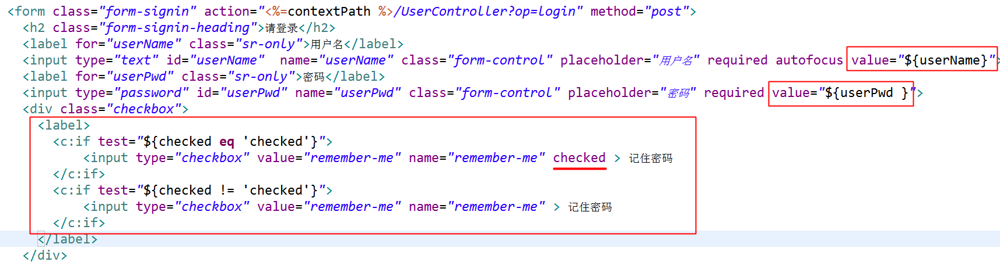 <form class="form-signin" action="<%=contextPath %>/UserController?op=login" method="post">
<h2 class="form-signin-heading">请登录</h2>
<label for="userName" class="sr-only">用户名</label>
<input type="text" id="userName"  name="userName" class="form-control" placeholder="用户名" required autofocus value="${userName}">
<label for="userPwd" class="sr-only">密码</label>
<input type="password" id="userPwd" name="userPwd" class="form-control" placeholder="密码" required value="${userPwd }">
<div class="checkbox">
<label>
<c:if test="${checked eq 'checked'}">
<input type="checkbox" value="remember-me" name="remember-me" checked > 记住密码
</c:if>
<c:if test="${checked != 'checked'}">
<input type="checkbox" value="remember-me" name="remember-me" > 记住密码
</c:if>
</label>
</div>